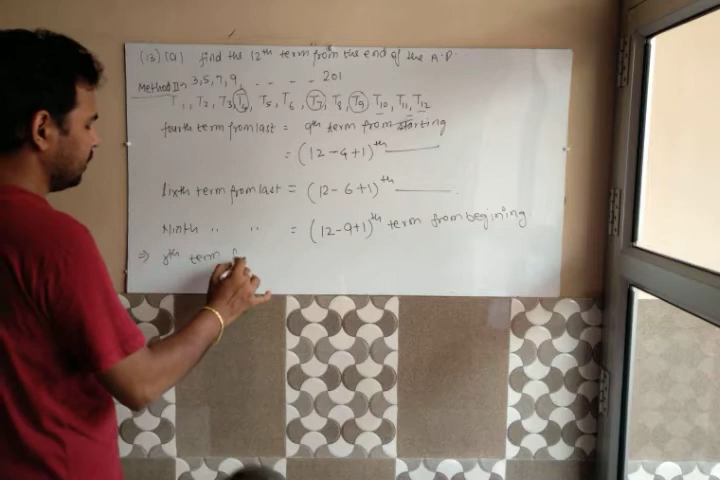 (13) (a) find the 12th term from the end of the A.P.
Method II:- 3, 5, 7, 9, - - - - 201
T1, T2, T3, T4, T5, T6, T7, T8, T9, T10, T11, T12
fourth term from last = 9th term from starting
= (12-4+1)th
Sixth term from last = (12-6+1)th
Ninth " " = (12-9+1)th term from begining
⇒ rth term